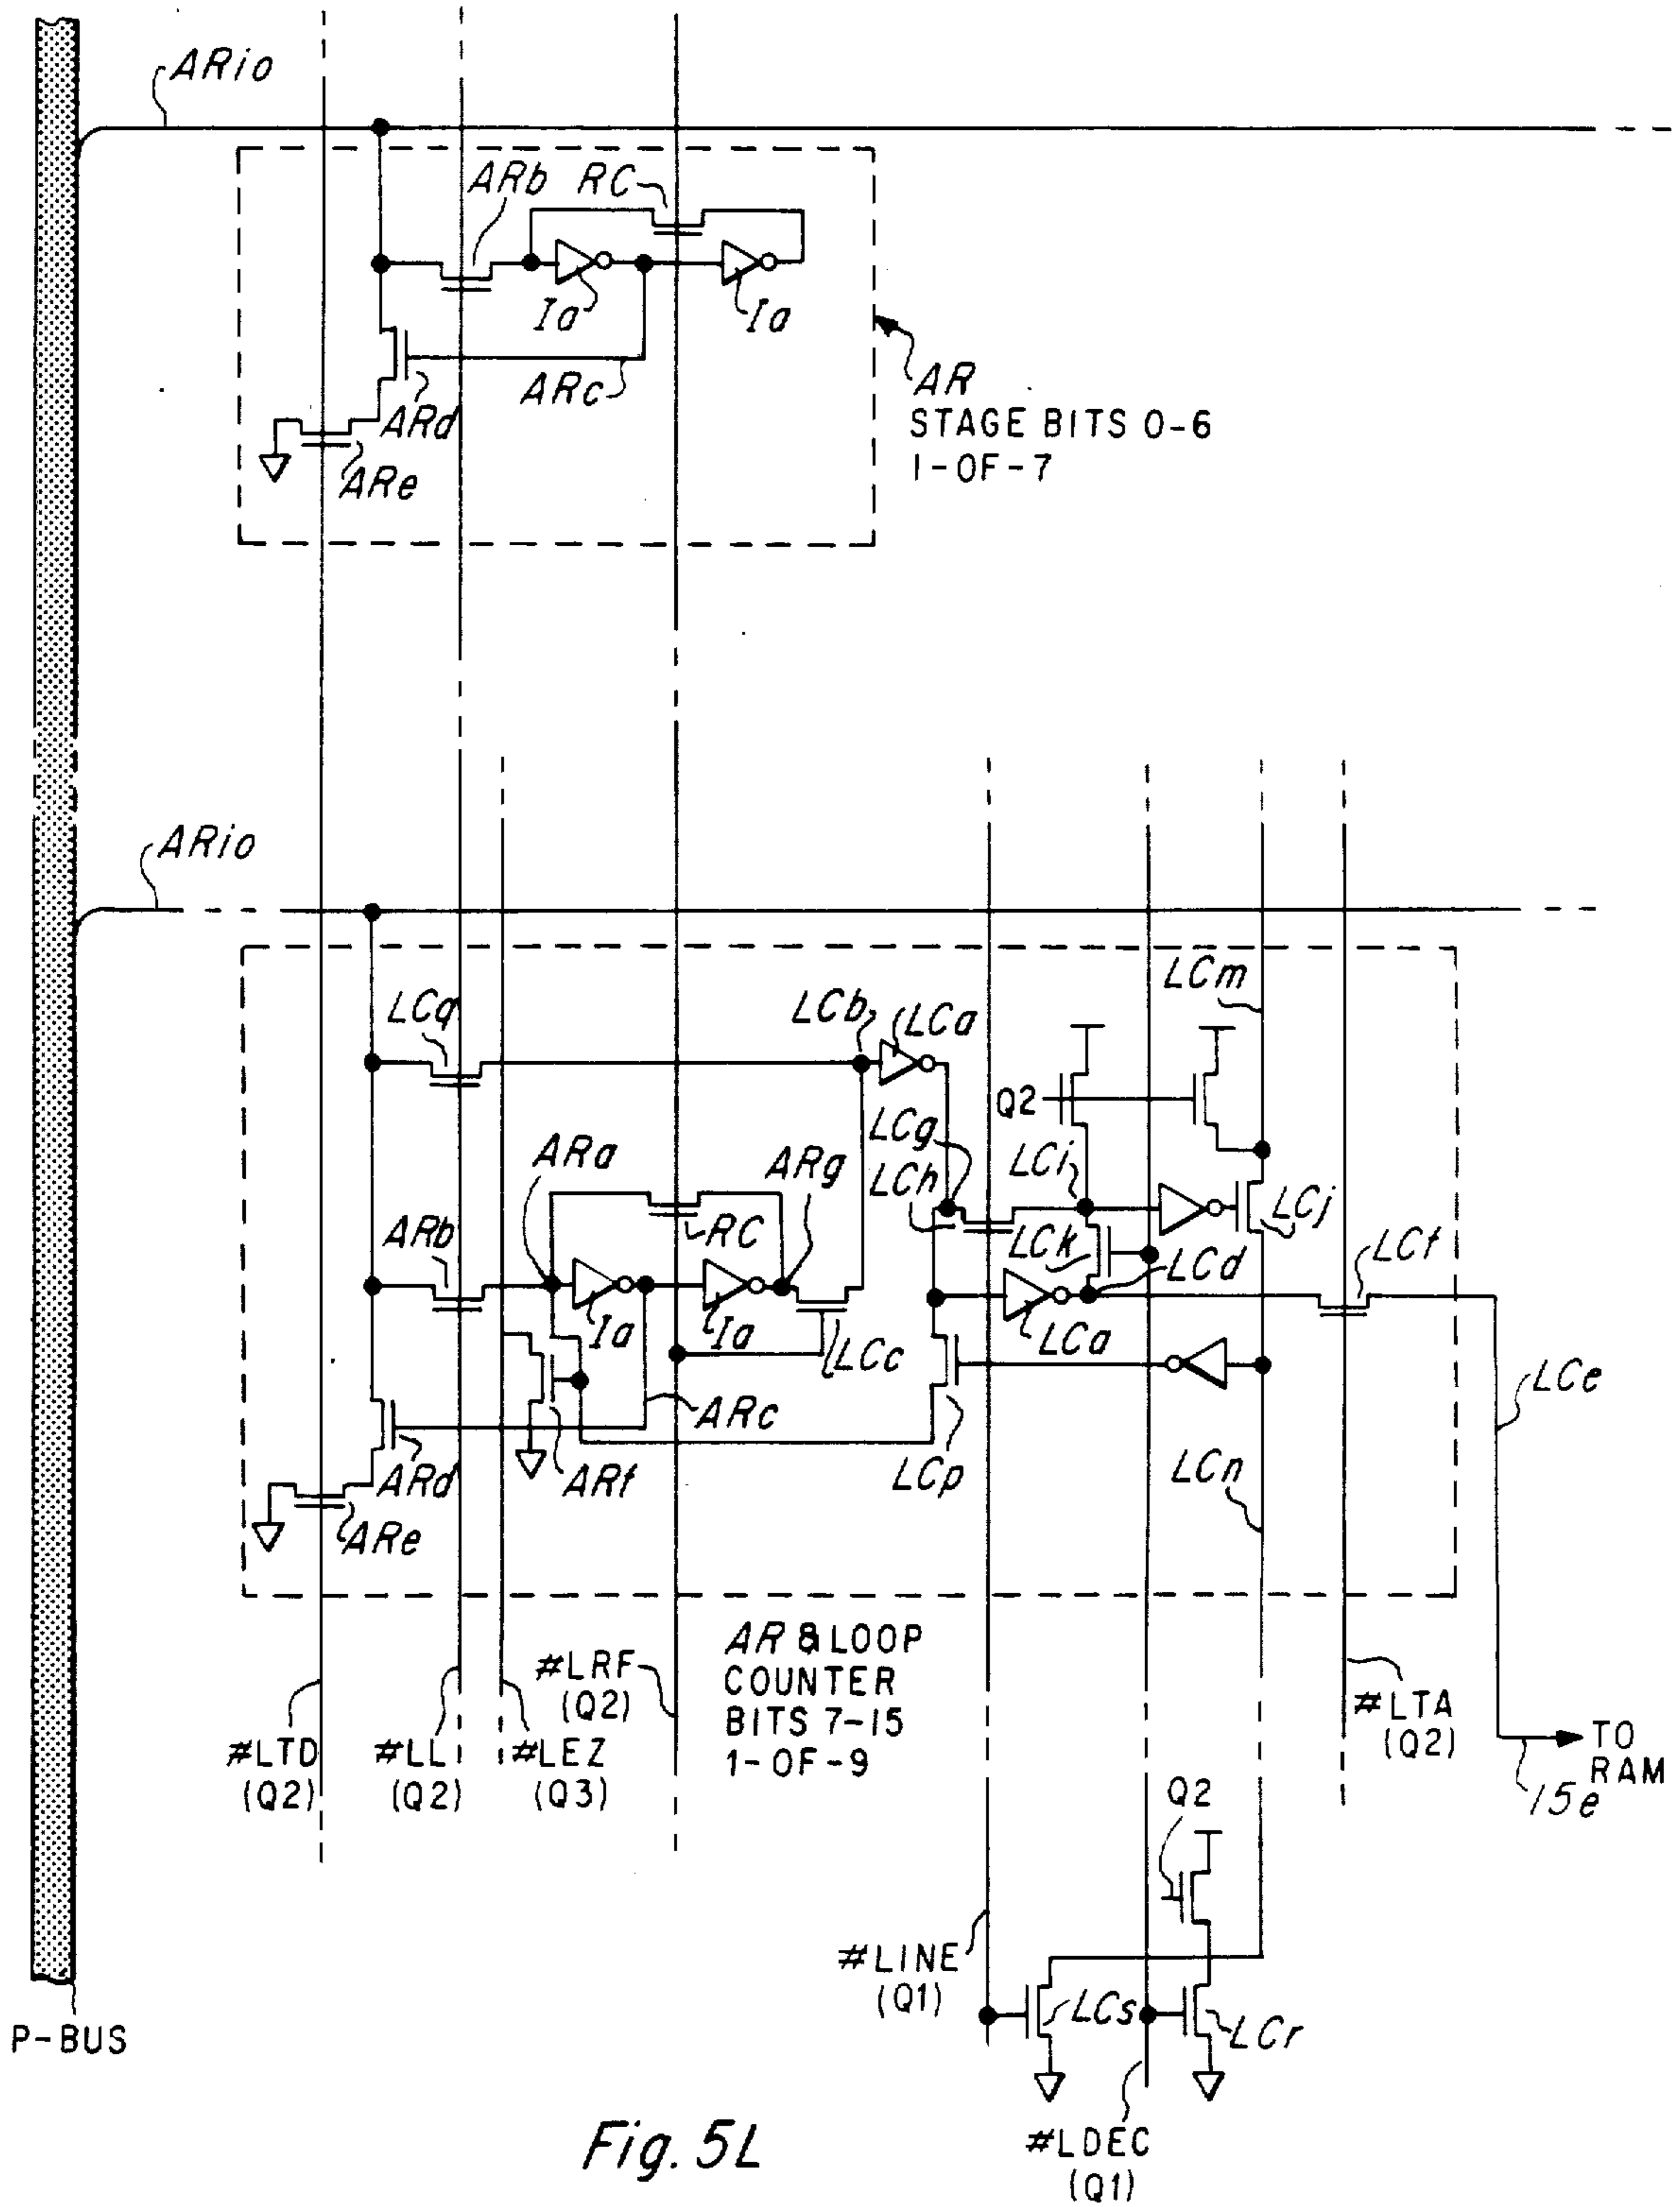 ARio
ARb RC
Ia
Ia
ARc
ARd
ARe
AR
STAGE BITS 0-6
1-OF-7
ARio
LCm
LCq
LCb
LCa
Q2
LCg
ARa
ARg
LCi
LCh
ARb
RC
LCk
LCj
LCf
LCd
Ia
Ia
LCc
LCa
LCe
ARc
ARd
ARf
LCp
LCn
ARe
#LRF
(Q2)
AR & LOOP
COUNTER
BITS 7-15
1-OF-9
#LTD
(Q2)
#LL
(Q2)
#LEZ
(Q3)
#LTA
(Q2)
TO
RAM
15e
Q2
#LINE
(Q1)
LCs
LCr
P-BUS
#LDEC
(Q1)
Fig. 5L